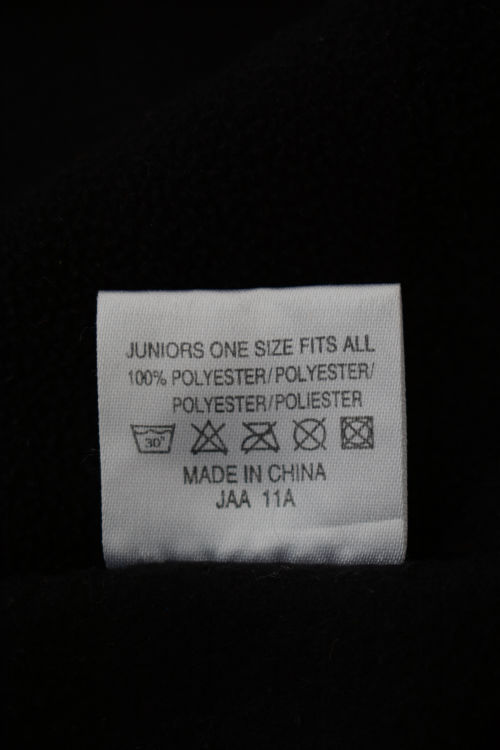 JUNIORS ONE SIZE FITS ALL
100% POLYESTER/POLYESTER/
POLYESTER/POLIESTER
30°
MADE IN CHINA
JAA 11A